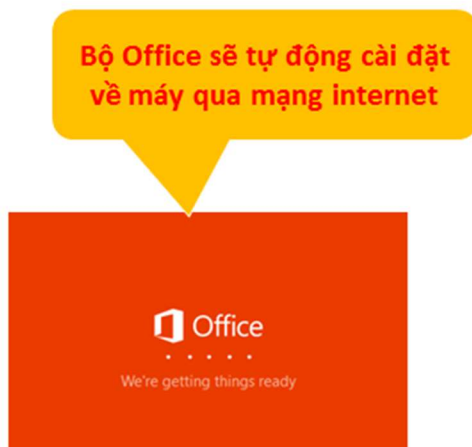 Bộ Office sẽ tự động cài đặt
về máy qua mạng internet
Office
We're getting things ready